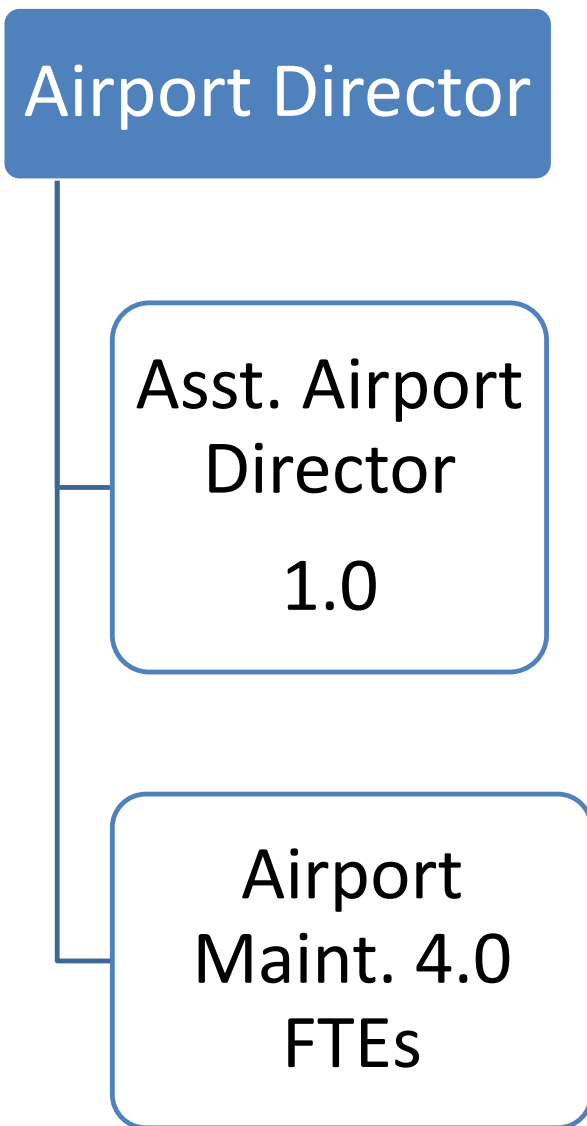 Airport Director
Asst. Airport
Director
1.0
Airport
Maint. 4.0
FTEs